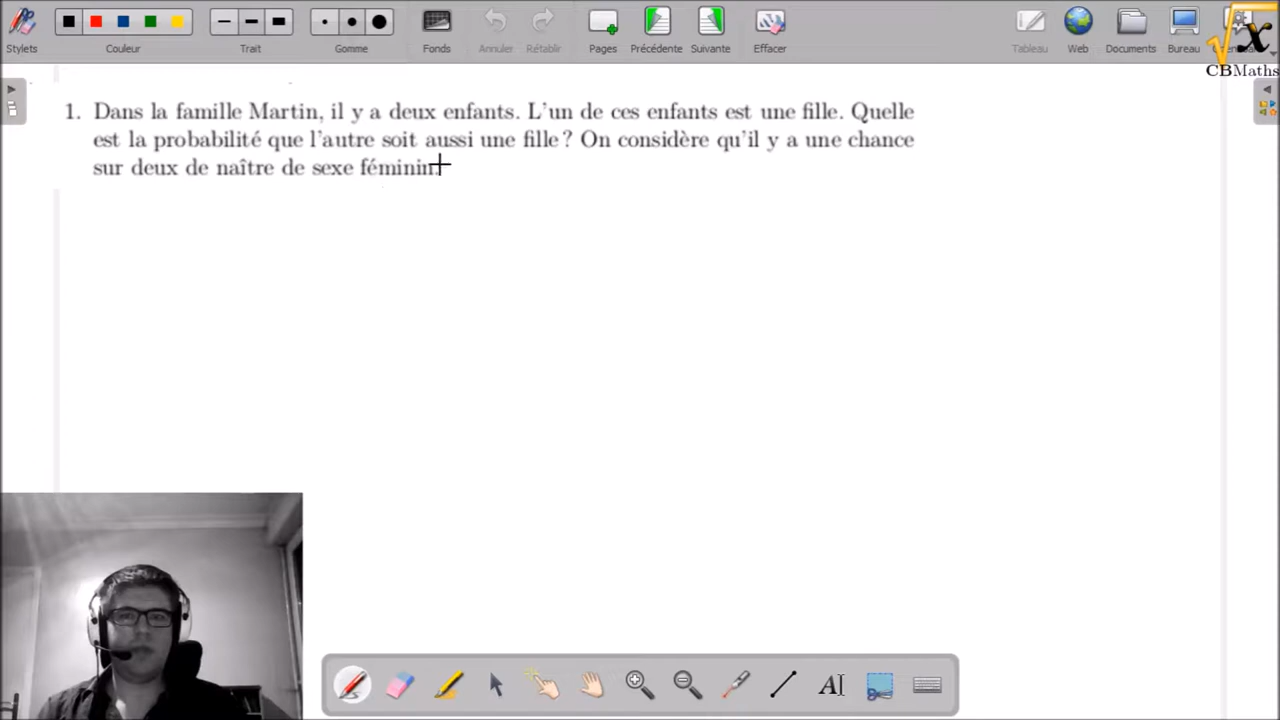 Stylets
Couleur
Trait
Gomme
Fonds
Annuler
Rétablir
Pages
Précédente
Suivante
Effacer
Tableau
Web
Documents
Bureau
CBMaths
1. Dans la famille Martin, il y a deux enfants. L'un de ces enfants est une fille. Quelle
est la probabilité que l'autre soit aussi une fille ? On considère qu'il y a une chance
sur deux de naître de sexe féminin.
AI